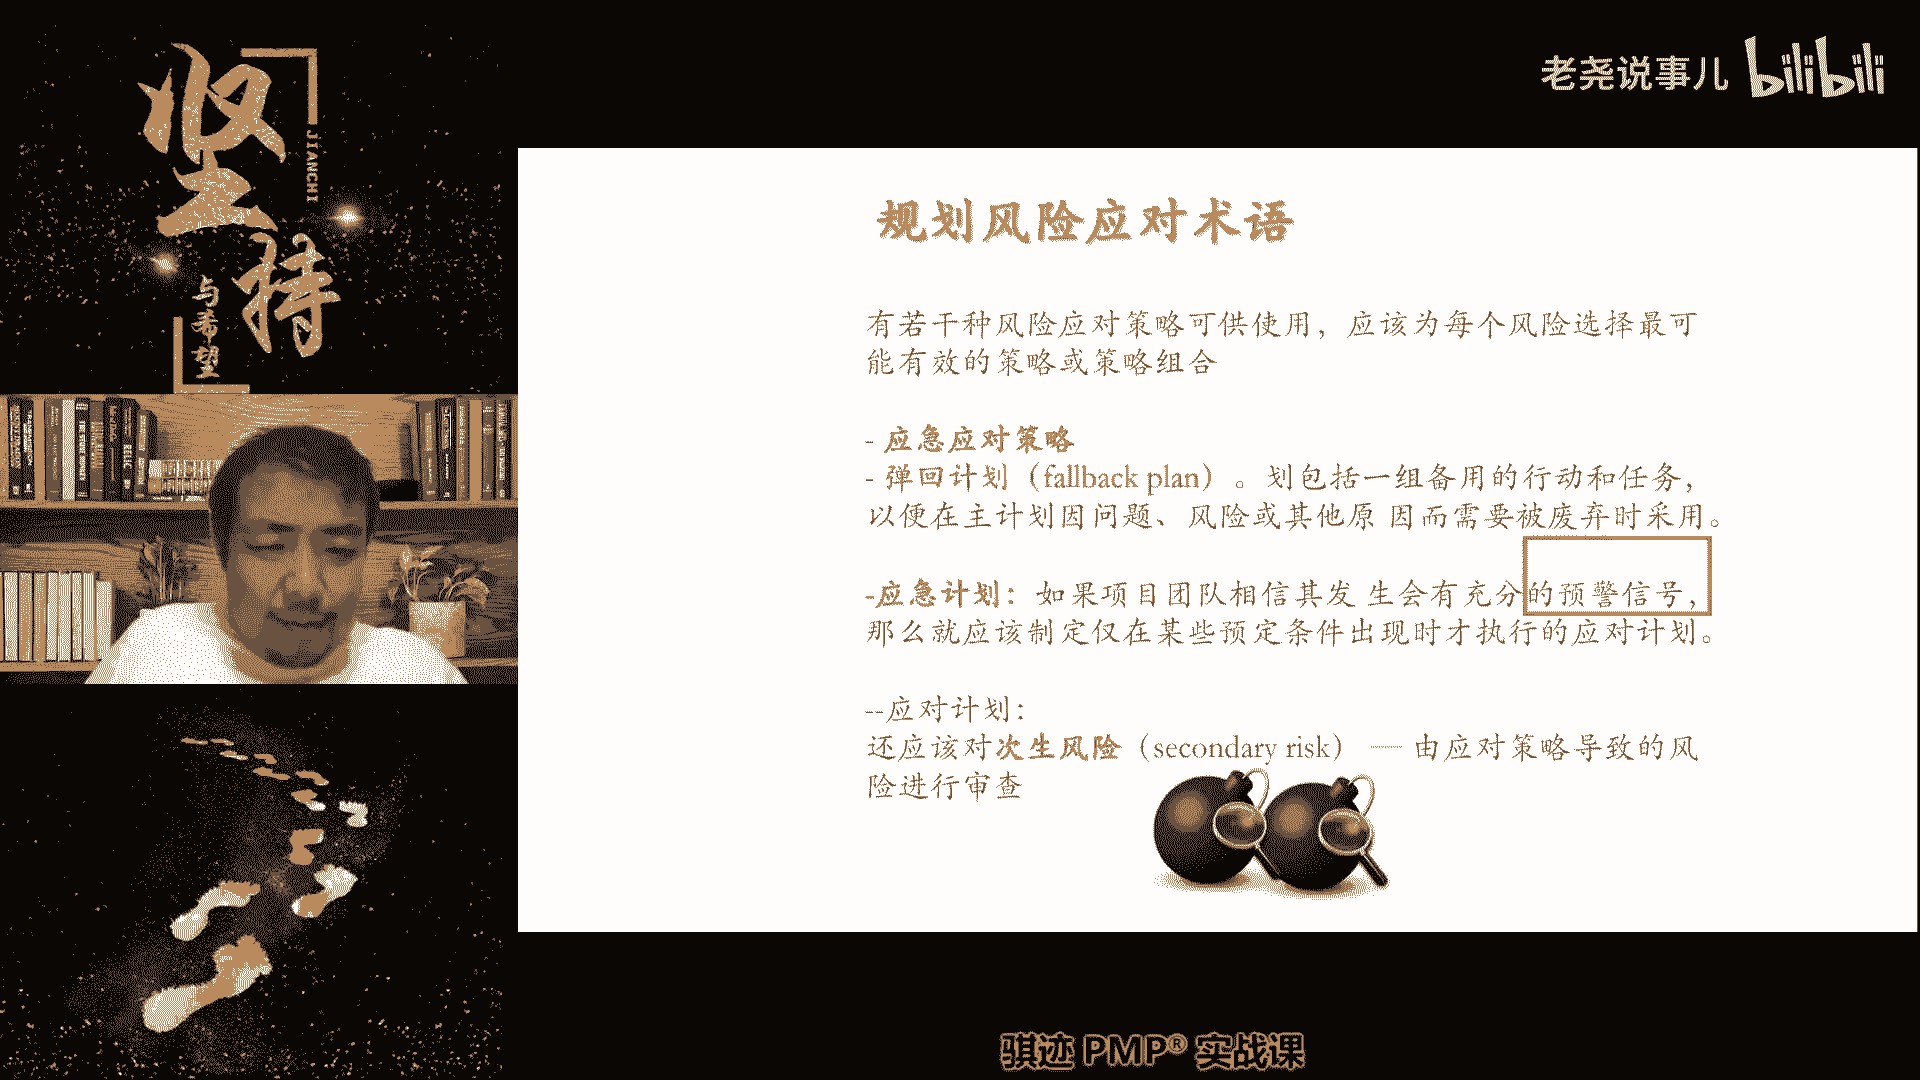 坚持
JIANCHI
与希望
老尧说事儿 bilibili
规划风险应对术语
有若干种风险应对策略可供使用，应该为每个风险选择最可
能有效的策略或策略组合
- 应急应对策略
- 弹回计划（fallback plan）。划包括一组备用的行动和任务，
以便在主计划因问题、风险或其他原 因而需要被废弃时采用。
-应急计划：如果项目团队相信其发 生会有充分的预警信号，
那么就应该制定仅在某些预定条件出现时才执行的应对计划。
--应对计划：
还应该对次生风险（secondary risk） — 由应对策略导致的风
险进行审查
骐迹 PMP® 实战课